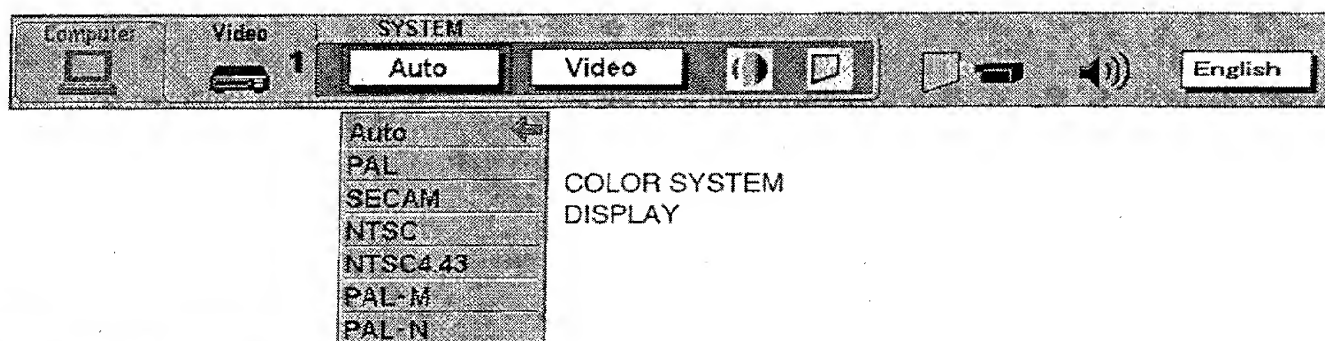 Computer Video SYSTEM
1 Auto Video English
Auto
PAL
SECAM
NTSC
NTSC4.43
PAL-M
PAL-N
COLOR SYSTEM
DISPLAY